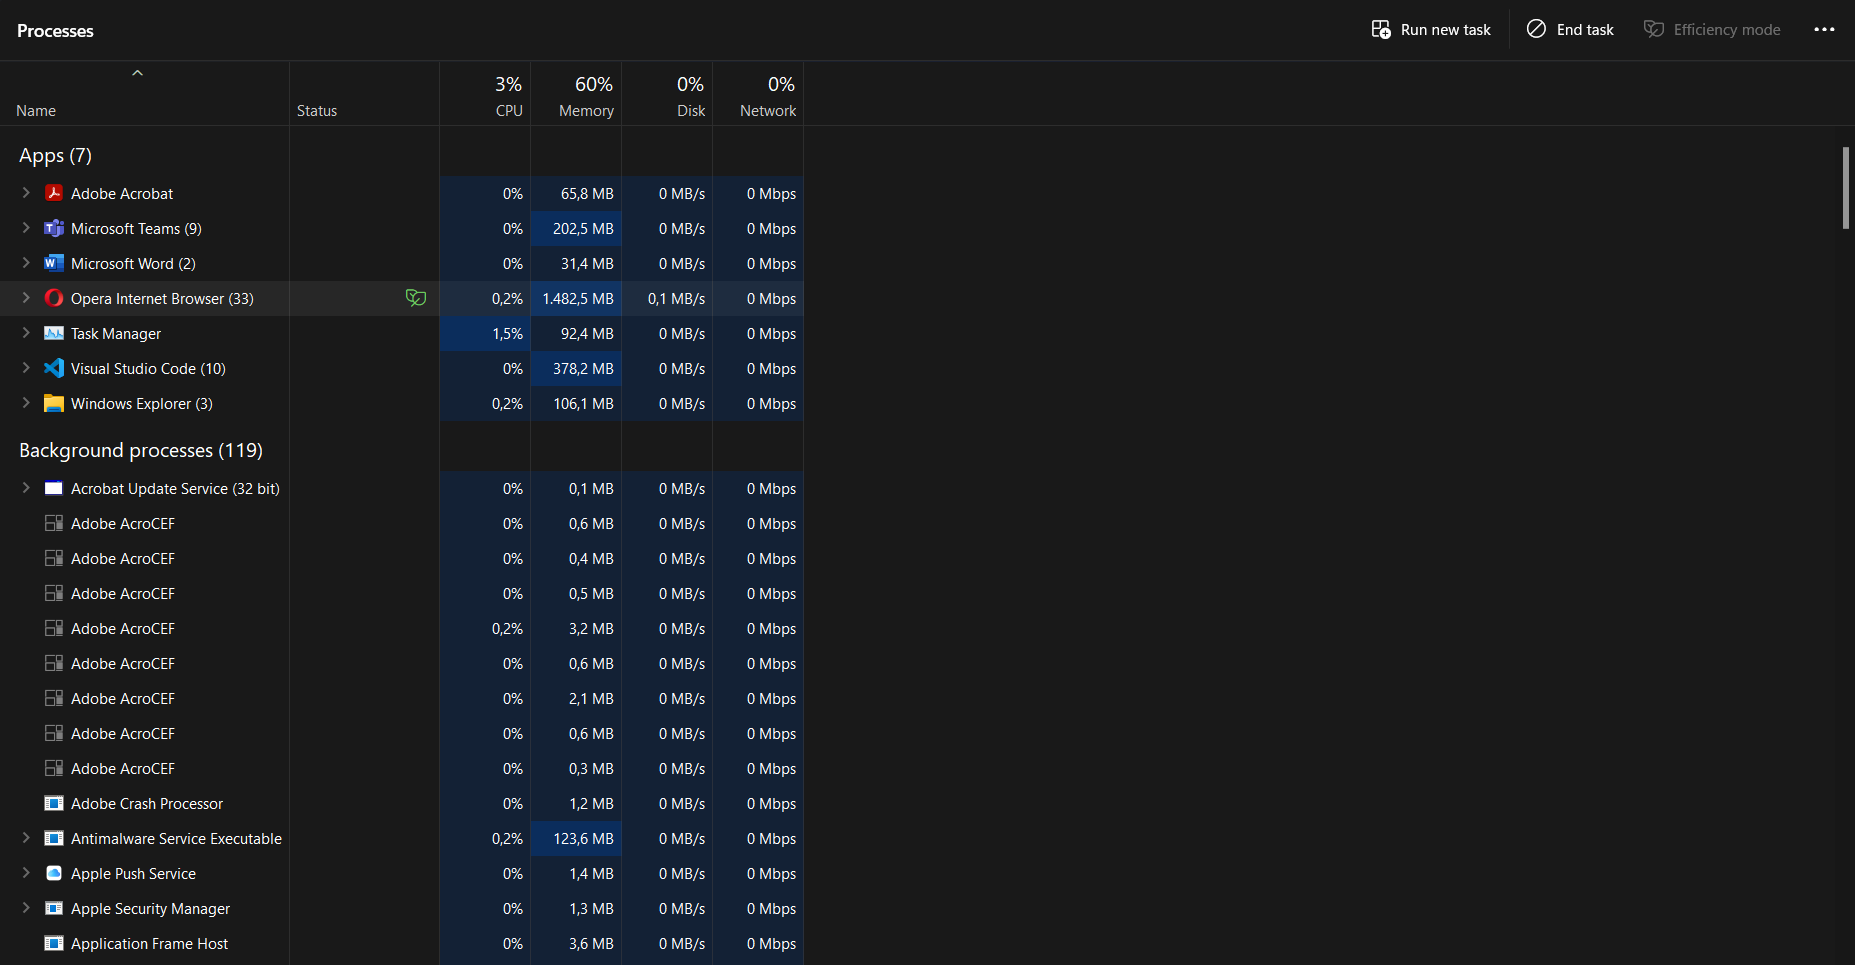 Processes
Run new task
End task
Efficiency mode
3% 60% 0% 0%
Name Status CPU Memory Disk Network
Apps (7)
Adobe Acrobat 0% 65,8 MB 0 MB/s 0 Mbps
Microsoft Teams (9) 0% 202,5 MB 0 MB/s 0 Mbps
Microsoft Word (2) 0% 31,4 MB 0 MB/s 0 Mbps
Opera Internet Browser (33) 0,2% 1.482,5 MB 0,1 MB/s 0 Mbps
Task Manager 1,5% 92,4 MB 0 MB/s 0 Mbps
Visual Studio Code (10) 0% 378,2 MB 0 MB/s 0 Mbps
Windows Explorer (3) 0,2% 106,1 MB 0 MB/s 0 Mbps
Background processes (119)
Acrobat Update Service (32 bit) 0% 0,1 MB 0 MB/s 0 Mbps
Adobe AcroCEF 0% 0,6 MB 0 MB/s 0 Mbps
Adobe AcroCEF 0% 0,4 MB 0 MB/s 0 Mbps
Adobe AcroCEF 0% 0,5 MB 0 MB/s 0 Mbps
Adobe AcroCEF 0,2% 3,2 MB 0 MB/s 0 Mbps
Adobe AcroCEF 0% 0,6 MB 0 MB/s 0 Mbps
Adobe AcroCEF 0% 2,1 MB 0 MB/s 0 Mbps
Adobe AcroCEF 0% 0,6 MB 0 MB/s 0 Mbps
Adobe AcroCEF 0% 0,3 MB 0 MB/s 0 Mbps
Adobe Crash Processor 0% 1,2 MB 0 MB/s 0 Mbps
Antimalware Service Executable 0,2% 123,6 MB 0 MB/s 0 Mbps
Apple Push Service 0% 1,4 MB 0 MB/s 0 Mbps
Apple Security Manager 0% 1,3 MB 0 MB/s 0 Mbps
Application Frame Host 0% 3,6 MB 0 MB/s 0 Mbps